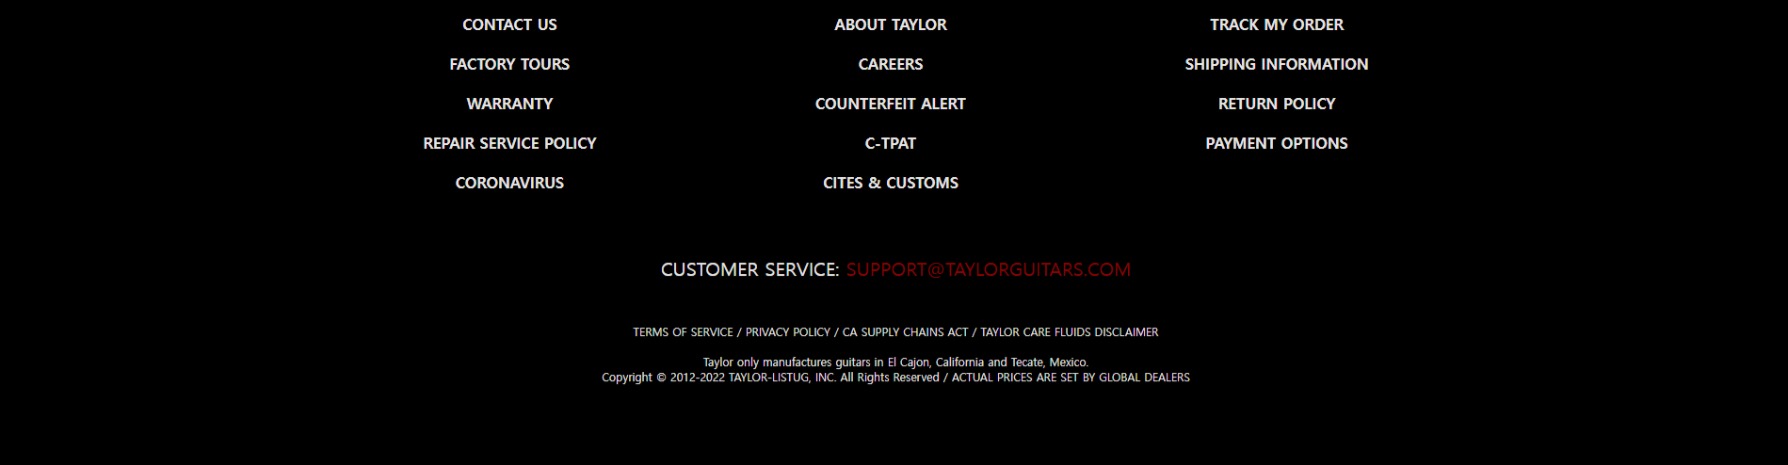 CONTACT US
FACTORY TOURS
WARRANTY
REPAIR SERVICE POLICY
CORONAVIRUS
ABOUT TAYLOR
CAREERS
COUNTERFEIT ALERT
C-TPAT
CITES & CUSTOMS
TRACK MY ORDER
SHIPPING INFORMATION
RETURN POLICY
PAYMENT OPTIONS
CUSTOMER SERVICE: SUPPORT@TAYLORGUITARS.COM
TERMS OF SERVICE / PRIVACY POLICY / CA SUPPLY CHAINS ACT / TAYLOR CARE FLUIDS DISCLAIMER
Taylor only manufactures guitars in El Cajon, California and Tecate, Mexico.
Copyright © 2012-2022 TAYLOR-LISTUG, INC. All Rights Reserved / ACTUAL PRICES ARE SET BY GLOBAL DEALERS